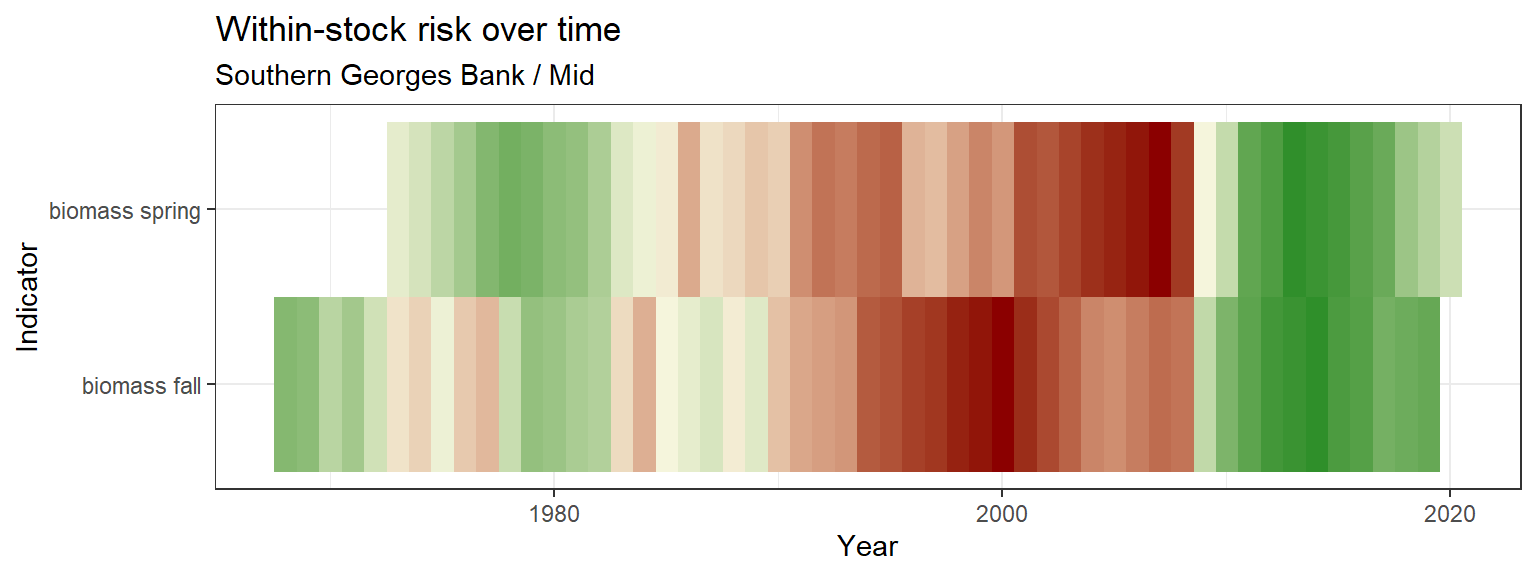 Within-stock risk over time
Southern Georges Bank / Mid
Indicator
biomass spring
biomass fall
1980
2000
2020
Year